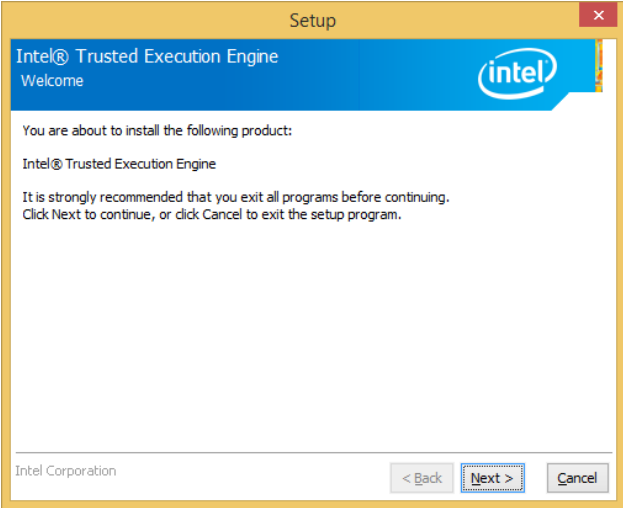 Setup
Intel® Trusted Execution Engine
Welcome
intel
You are about to install the following product:
Intel® Trusted Execution Engine
It is strongly recommended that you exit all programs before continuing.
Click Next to continue, or click Cancel to exit the setup program.
Intel Corporation
< Back
Next >
Cancel